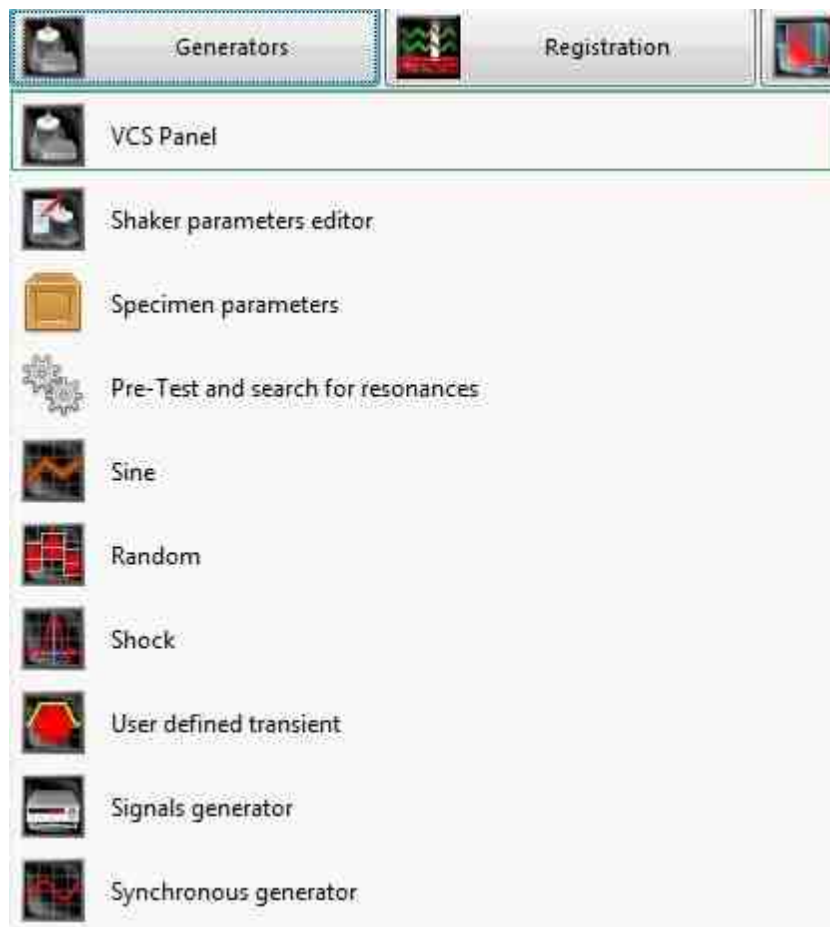 Generators
Registration
VCS Panel
Shaker parameters editor
Specimen parameters
Pre-Test and search for resonances
Sine
Random
Shock
User defined transient
Signals generator
Synchronous generator